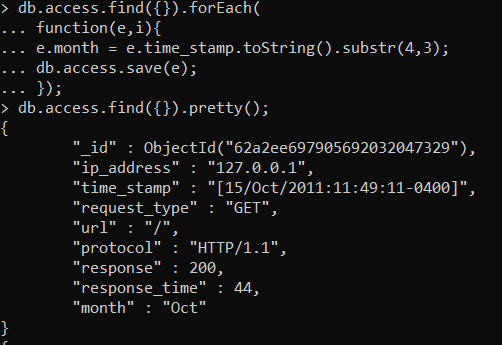 > db.access.find({}).forEach(
... function(e,i){
... e.month = e.time_stamp.toString().substr(4,3);
... db.access.save(e);
... });
> db.access.find({}).pretty();
{
"_id" : ObjectId("62a2ee697905692032047329"),
"ip_address" : "127.0.0.1",
"time_stamp" : "[15/Oct/2011:11:49:11-0400]",
"request_type" : "GET",
"url" : "/",
"protocol" : "HTTP/1.1",
"response" : 200,
"response_time" : 44,
"month" : "Oct"
}